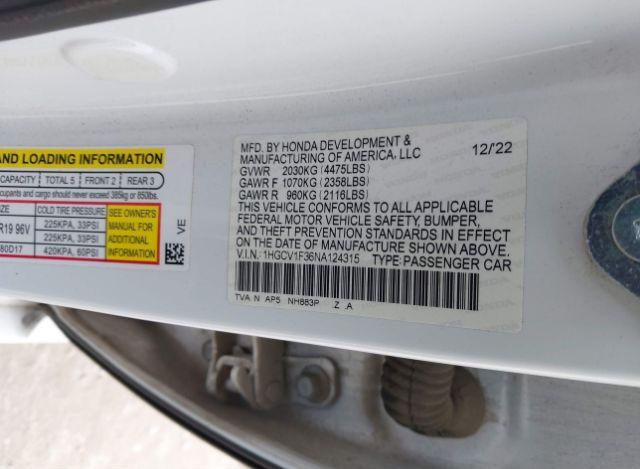 AND LOADING INFORMATION
CAPACITY TOTAL 5 FRONT 2 REAR 3
cupants and cargo should never exceed 385kg or 850lbs.
ZE COLD TIRE PRESSURE SEE OWNER'S
R19 96V 225KPA, 33PSI MANUAL FOR
225KPA, 33PSI ADDITIONAL
80D17 420KPA, 60PSI INFORMATION
VE
MFD. BY HONDA DEVELOPMENT & 12/22
MANUFACTURING OF AMERICA, LLC
GVWR 2030KG (4475LBS)
GAWR F 1070KG (2358LBS)
GAWR R 960KG (2116LBS)
THIS VEHICLE CONFORMS TO ALL APPLICABLE
FEDERAL MOTOR VEHICLE SAFETY, BUMPER,
AND THEFT PREVENTION STANDARDS IN EFFECT
ON THE DATE OF MANUFACTURE SHOWN ABOVE.
V.I.N.: 1HGCV1F36NA124315 TYPE:PASSENGER CAR
TVA N AP5 NH883P Z .A